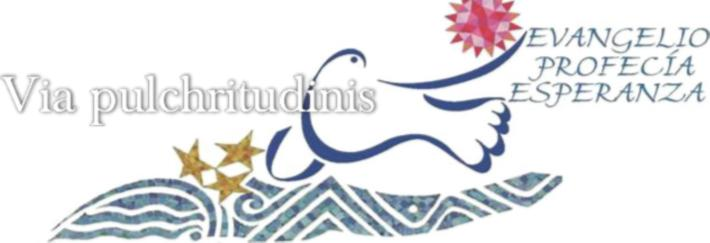 Via pulchritudinis
EVANGELIO
PROFECÍA
ESPERANZA